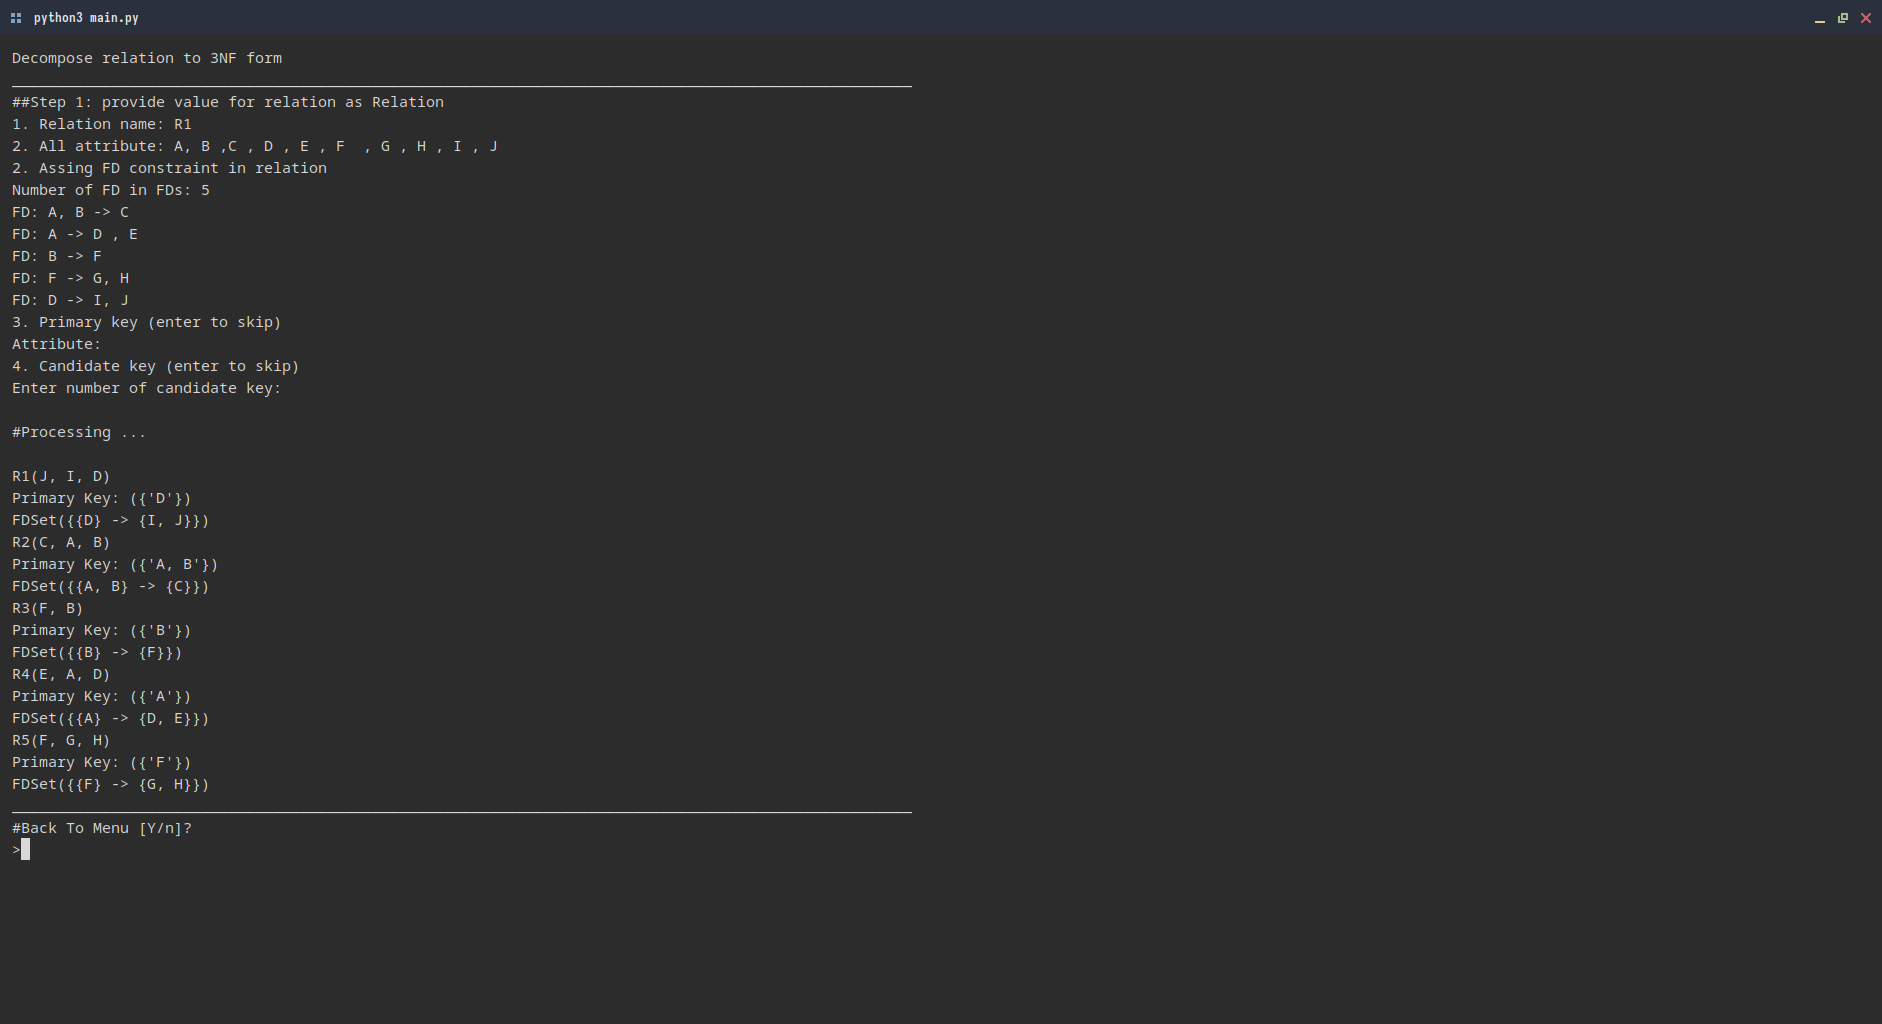 python3 main.py
Decompose relation to 3NF form
____________________________________________________________________________________________________
##Step 1: provide value for relation as Relation
1. Relation name: R1
2. All attribute: A, B ,C , D , E , F  , G , H , I , J
2. Assing FD constraint in relation
Number of FD in FDs: 5
FD: A, B -> C
FD: A -> D , E
FD: B -> F
FD: F -> G, H
FD: D -> I, J
3. Primary key (enter to skip)
Attribute:
4. Candidate key (enter to skip)
Enter number of candidate key:
#Processing ...
R1(J, I, D)
Primary Key: ({'D'})
FDSet({{D} -> {I, J}})
R2(C, A, B)
Primary Key: ({'A, B'})
FDSet({{A, B} -> {C}})
R3(F, B)
Primary Key: ({'B'})
FDSet({{B} -> {F}})
R4(E, A, D)
Primary Key: ({'A'})
FDSet({{A} -> {D, E}})
R5(F, G, H)
Primary Key: ({'F'})
FDSet({{F} -> {G, H}})
____________________________________________________________________________________________________
#Back To Menu [Y/n]?
>